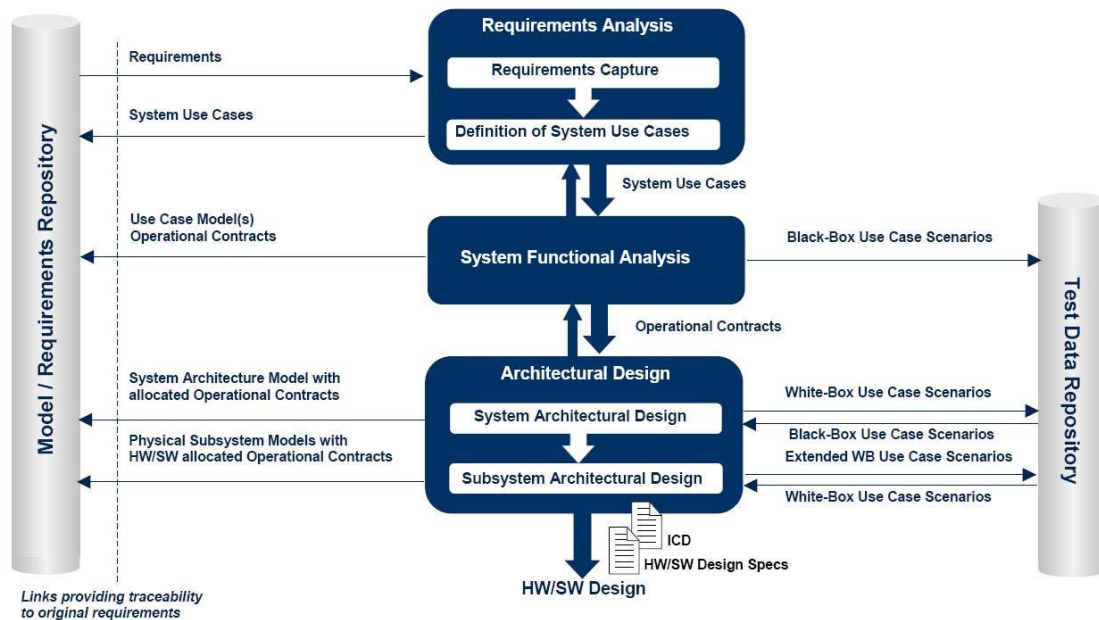 Requirements Analysis
Requirements Capture
Definition of System Use Cases
Requirements
System Use Cases
System Use Cases
Model / Requirements Repository
Use Case Model(s)
Operational Contracts
System Functional Analysis
Black-Box Use Case Scenarios
Operational Contracts
Test Data Repository
Architectural Design
System Architecture Model with
allocated Operational Contracts
System Architectural Design
White-Box Use Case Scenarios
Black-Box Use Case Scenarios
Physical Subsystem Models with
HW/SW allocated Operational Contracts
Subsystem Architectural Design
Extended WB Use Case Scenarios
White-Box Use Case Scenarios
ICD
HW/SW Design Specs
HW/SW Design
Links providing traceability
to original requirements